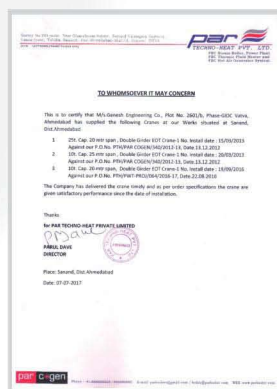 par
TECHNO-HEAT PVT. LTD.
TO WHOMSOEVER IT MAY CONCERN
This is to certify that M/s.Ganesh Engineering Co., Plot No. 2601/b, Phase-GIDC Vatva,
Ahmedabad has supplied the following Cranes at our Works situated at Sanand,
Dist.Ahmedabad
1 25t. Cap. 20 mtr span, Double Girder EOT Crane-1 No. Install date : 15/03/2013
Against our P.O.No. PTH/PAR COGEN/340/2012-13, Date.13.12.2012
2 10t. Cap. 25 mtr span, Double Girder EOT Crane-1 No. Install date : 20/03/2013
Against our P.O.No. PTH/PAR COGEN/340/2012-13, Date.13.12.2012
3 10t. Cap. 26 mtr span, Double Girder EOT Crane-1 No. Install date : 19/09/2016
Against our P.O.No. PTH/PWT-PROJ/084/2016-17, Date.22.08.2016
The Company has delivered the crane timely and as per order specifications the crane are
given satisfactory performance since the date of installation.
Thanks
for PAR TECHNO-HEAT PRIVATE LIMITED
PARUL DAVE
DIRECTOR
Place: Sanand, Dist.Ahmedabad
Date: 07-27-2017
par c gen